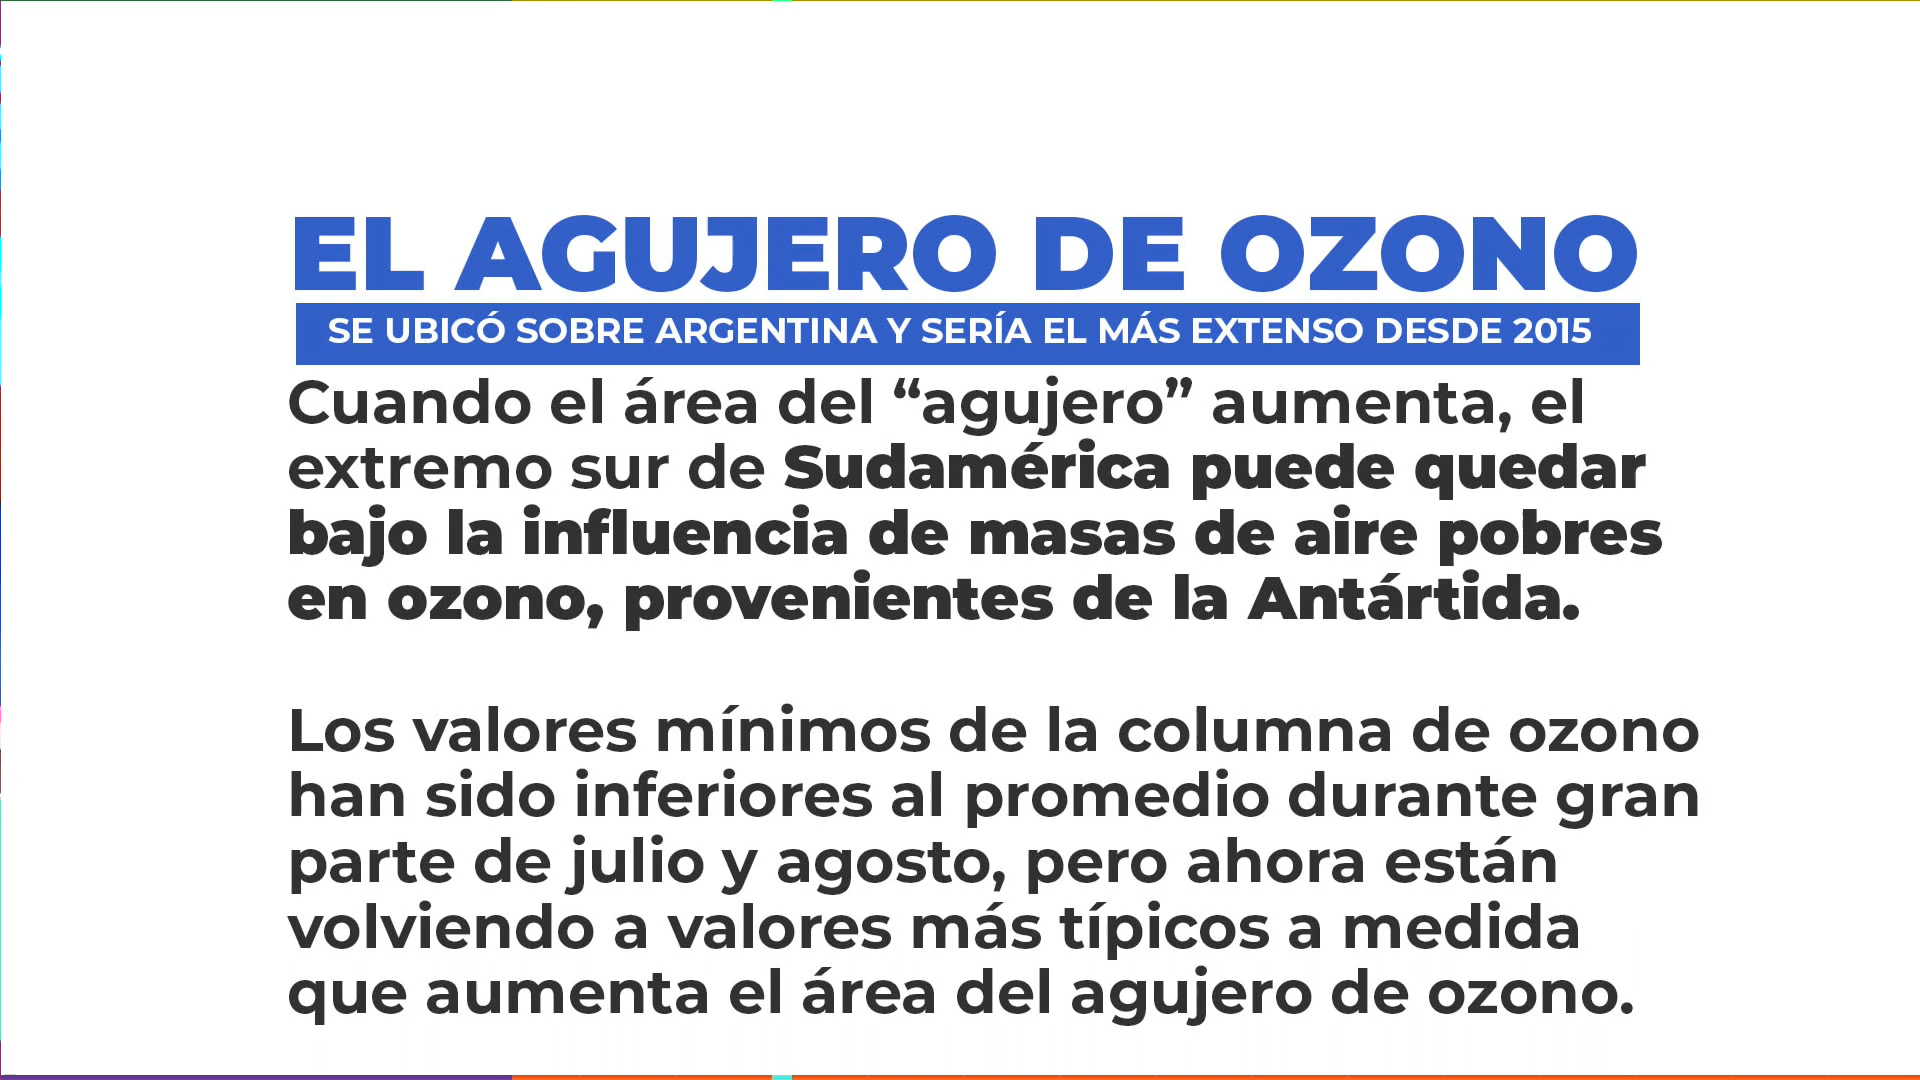 EL AGUJERO DE OZONO
SE UBICÓ SOBRE ARGENTINA Y SERÍA EL MÁS EXTENSO DESDE 2015
Cuando el área del “agujero” aumenta, el
extremo sur de Sudamérica puede quedar
bajo la influencia de masas de aire pobres
en ozono, provenientes de la Antártida.
Los valores mínimos de la columna de ozono
han sido inferiores al promedio durante gran
parte de julio y agosto, pero ahora están
volviendo a valores más típicos a medida
que aumenta el área del agujero de ozono.